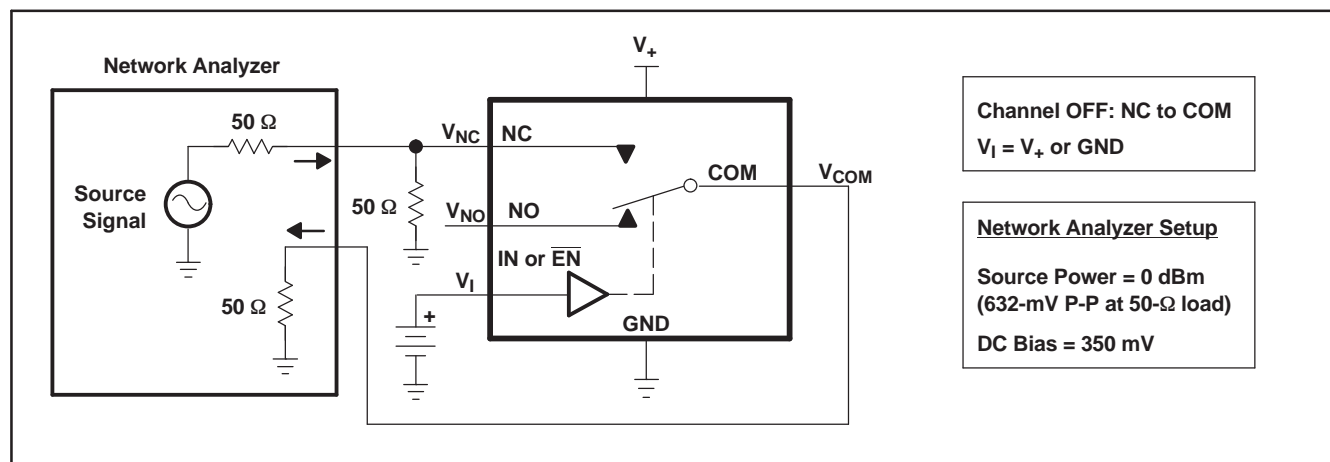 Network Analyzer
50 Ω
Source
Signal
50 Ω
50 Ω
V+
VNC
NC
VNO
NO
COM
VCOM
IN or E̅N̅
VI
+
GND
Channel OFF: NC to COM
VI = V+ or GND
Network Analyzer Setup
Source Power = 0 dBm
(632-mV P-P at 50-Ω load)
DC Bias = 350 mV